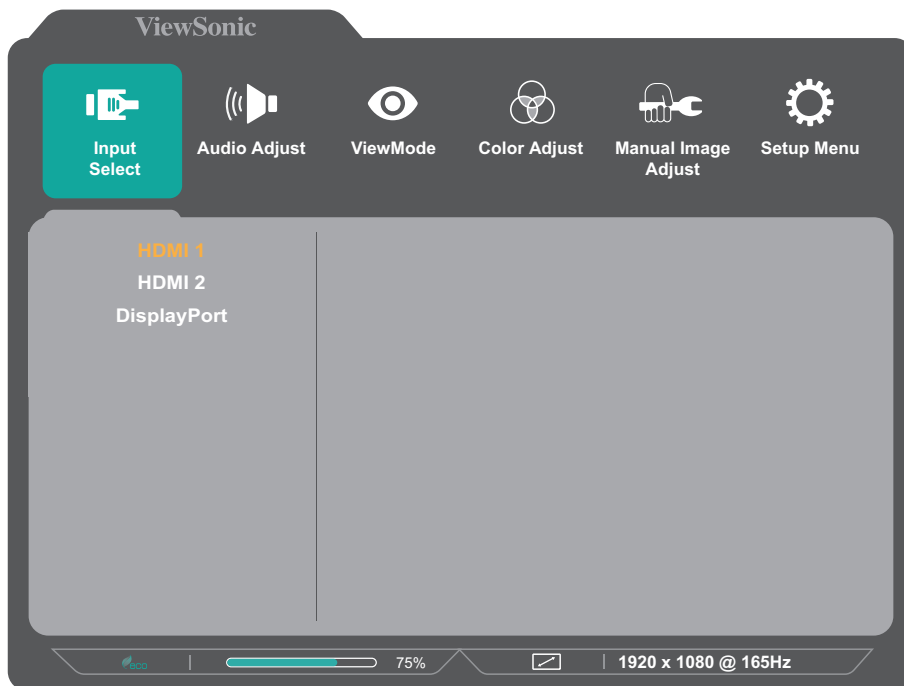 ViewSonic
Input
Select
Audio Adjust
ViewMode
Color Adjust
Manual Image
Adjust
Setup Menu
HDMI 1
HDMI 2
DisplayPort
eco
75%
1920 x 1080 @ 165Hz